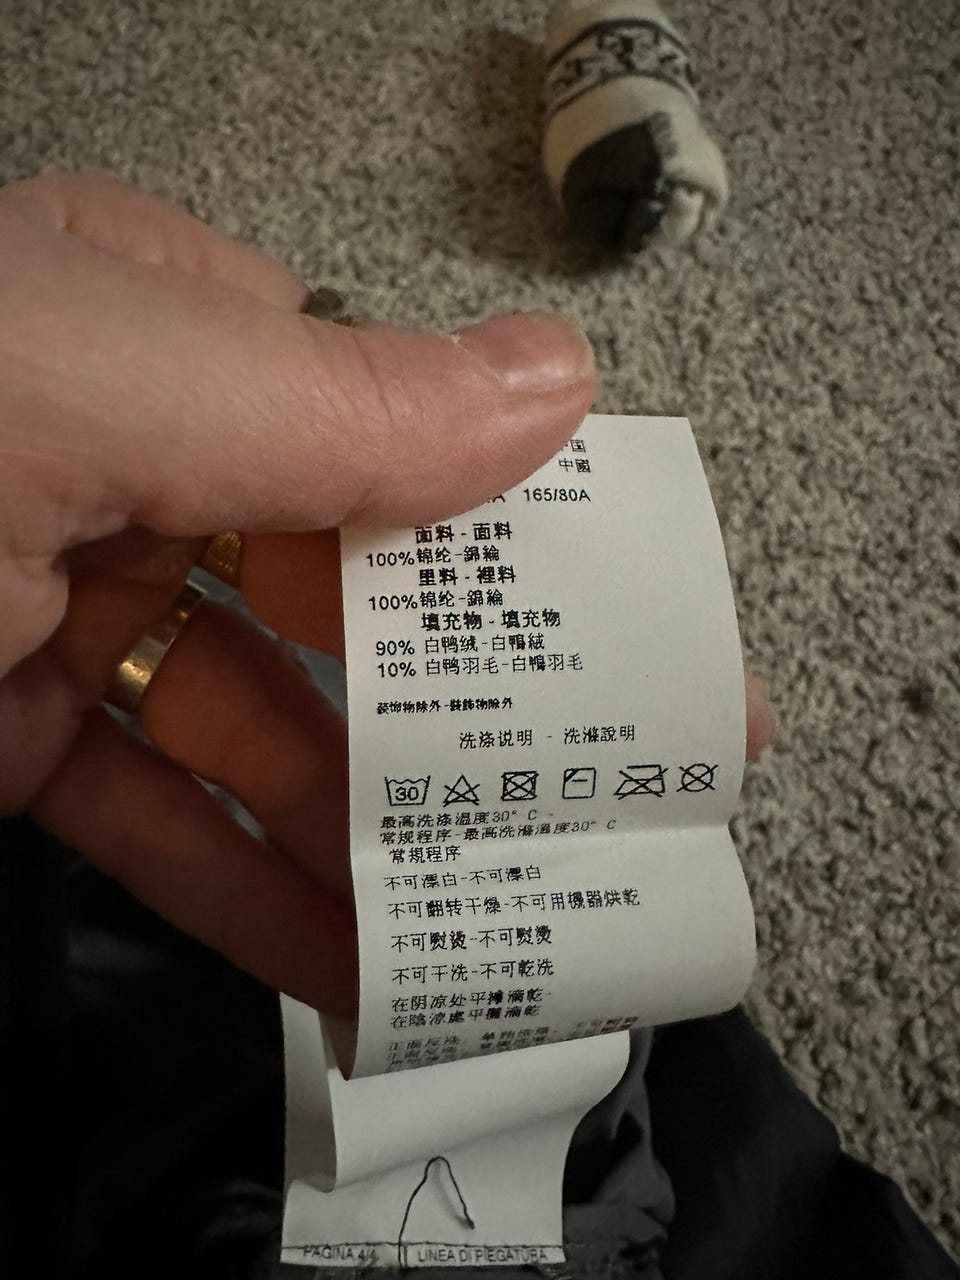 中國
165/80A
面料 - 面料
100%锦纶-錦綸
里料 - 裡料
100%锦纶-錦綸
填充物 - 填充物
90% 白鸭绒-白鴨絨
10% 白鸭羽毛-白鴨羽毛
装饰物除外-裝飾物除外
洗涤说明 - 洗滌說明
30
最高洗涤温度30° C -
常规程序-最高洗滌溫度30° C
常規程序
不可漂白-不可漂白
不可翻转干燥-不可用機器烘乾
不可熨烫-不可熨燙
不可干洗-不可乾洗
在阴凉处平摊滴乾-
在陰涼處平攤滴乾
PAGINA 4/4 LINEA DI PIEGATURA